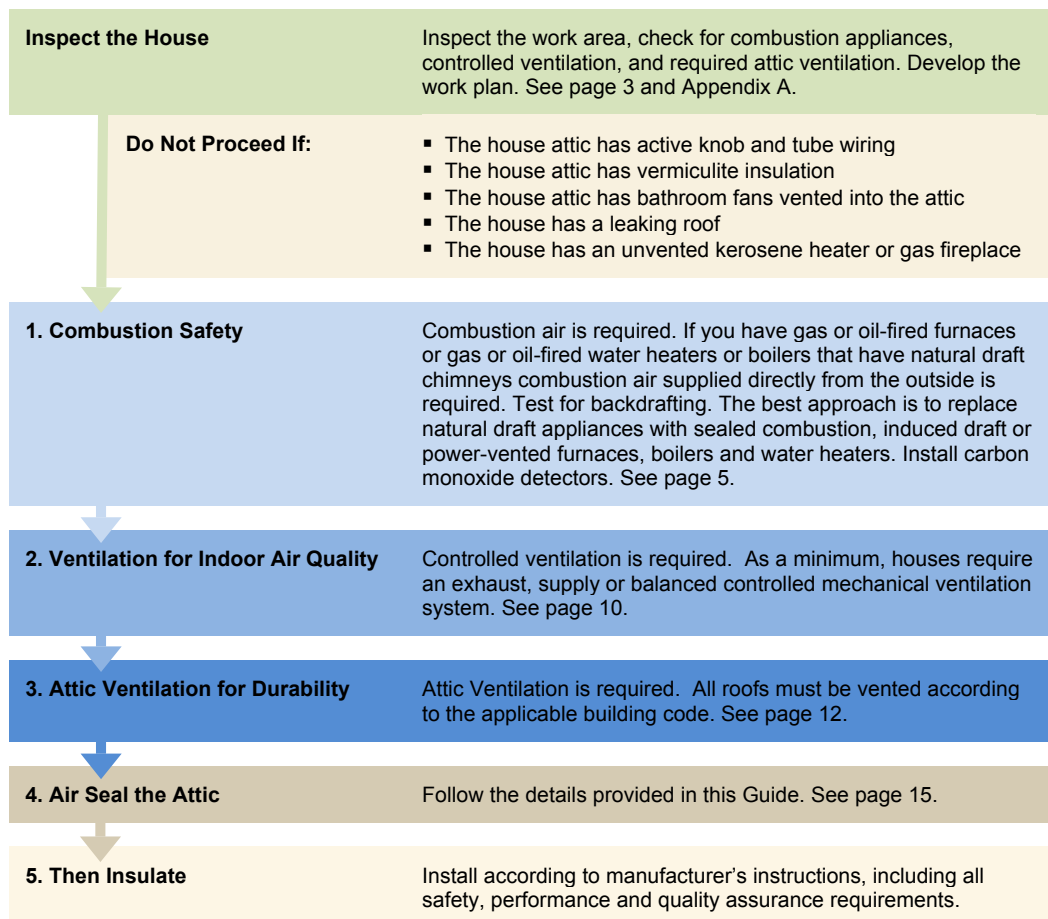 Inspect the House
Inspect the work area, check for combustion appliances,
controlled ventilation, and required attic ventilation. Develop the
work plan. See page 3 and Appendix A.
Do Not Proceed If:
▪ The house attic has active knob and tube wiring
▪ The house attic has vermiculite insulation
▪ The house attic has bathroom fans vented into the attic
▪ The house has a leaking roof
▪ The house has an unvented kerosene heater or gas fireplace
1. Combustion Safety
Combustion air is required. If you have gas or oil-fired furnaces
or gas or oil-fired water heaters or boilers that have natural draft
chimneys combustion air supplied directly from the outside is
required. Test for backdrafting. The best approach is to replace
natural draft appliances with sealed combustion, induced draft or
power-vented furnaces, boilers and water heaters. Install carbon
monoxide detectors. See page 5.
2. Ventilation for Indoor Air Quality
Controlled ventilation is required.  As a minimum, houses require
an exhaust, supply or balanced controlled mechanical ventilation
system. See page 10.
3. Attic Ventilation for Durability
Attic Ventilation is required.  All roofs must be vented according
to the applicable building code. See page 12.
4. Air Seal the Attic
Follow the details provided in this Guide. See page 15.
5. Then Insulate
Install according to manufacturer’s instructions, including all
safety, performance and quality assurance requirements.